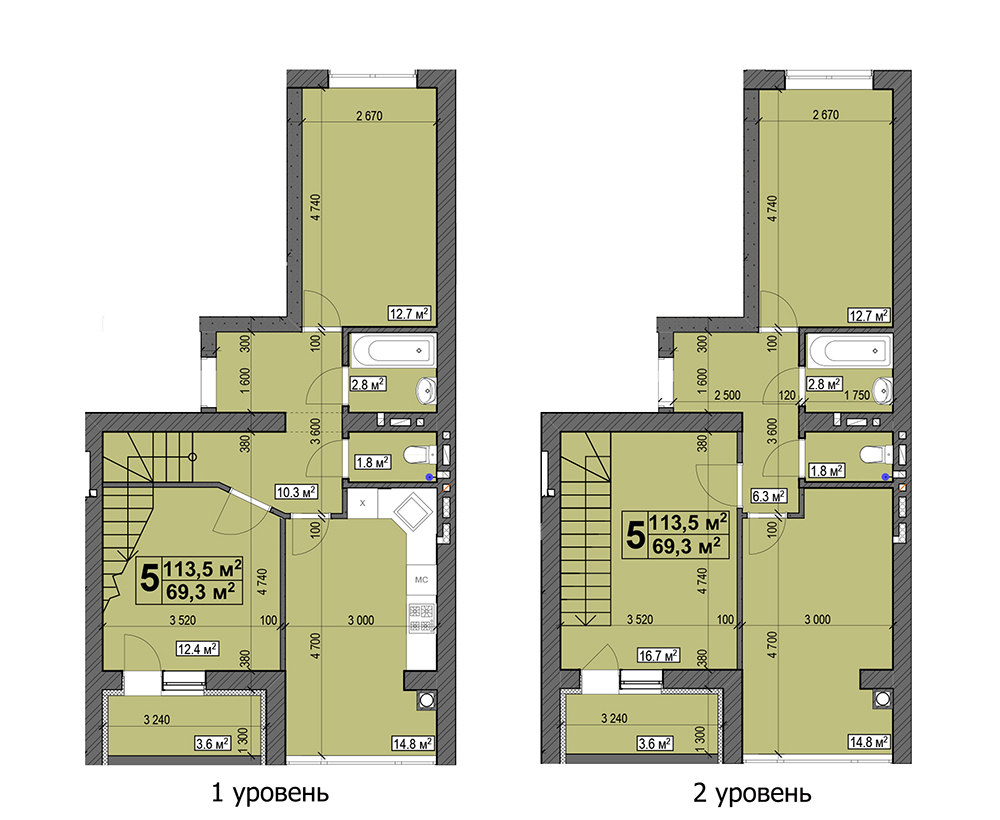 2 670
4 740
12.7 м²
300
100
1 600
2.8 м²
380
3 600
1.8 м²
10.3 м²
X
100
5 113,5 м²
69,3 м²
4 740
МС
3 520
100
3 000
12.4 м²
4 700
380
3 240
3.6 м²
1 300
14.8 м²
1 уровень
2 670
4 740
12.7 м²
300
100
1 600
2.8 м²
2 500
120
1 750
380
3 600
1.8 м²
6.3 м²
100
5 113,5 м²
69,3 м²
4 740
3 520
100
3 000
16.7 м²
4 700
380
3 240
3.6 м²
1 300
14.8 м²
2 уровень